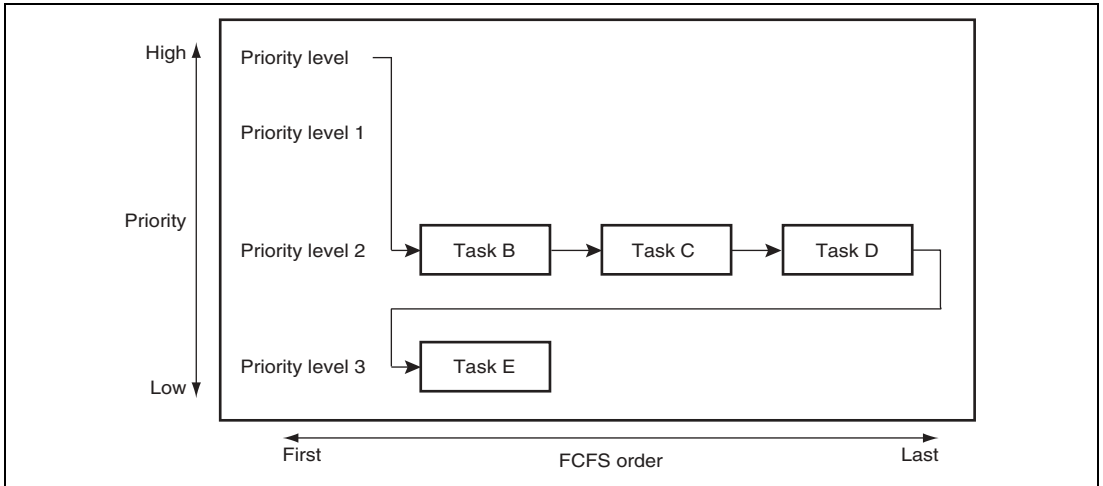 High
Priority level
Priority level 1
Priority
Priority level 2
Task B
Task C
Task D
Priority level 3
Task E
Low
First
FCFS order
Last